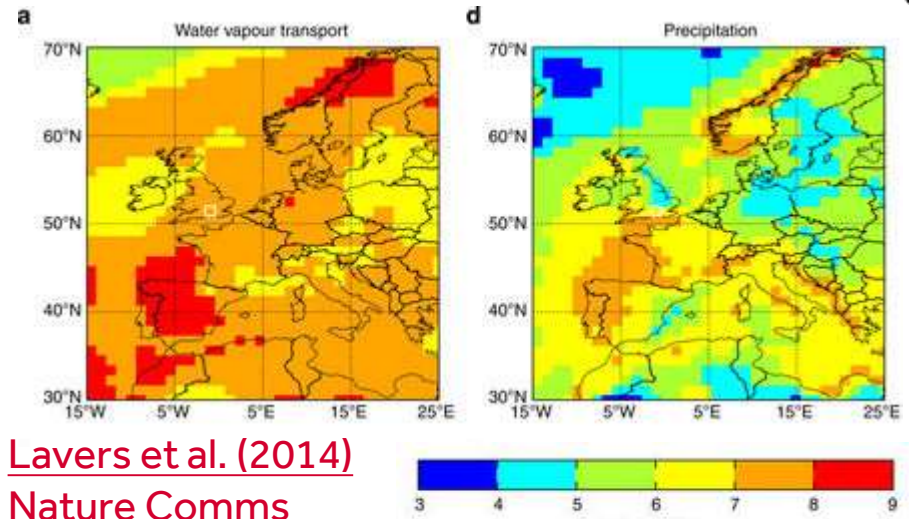 a
Water vapour transport
d
Precipitation
70°N
60°N
50°N
40°N
30°N
15°W
5°W
5°E
15°E
25°E
70°N
60°N
50°N
40°N
30°N
15°W
5°W
5°E
15°E
25°E
Lavers et al. (2014)
Nature Comms
3
4
5
6
7
8
9